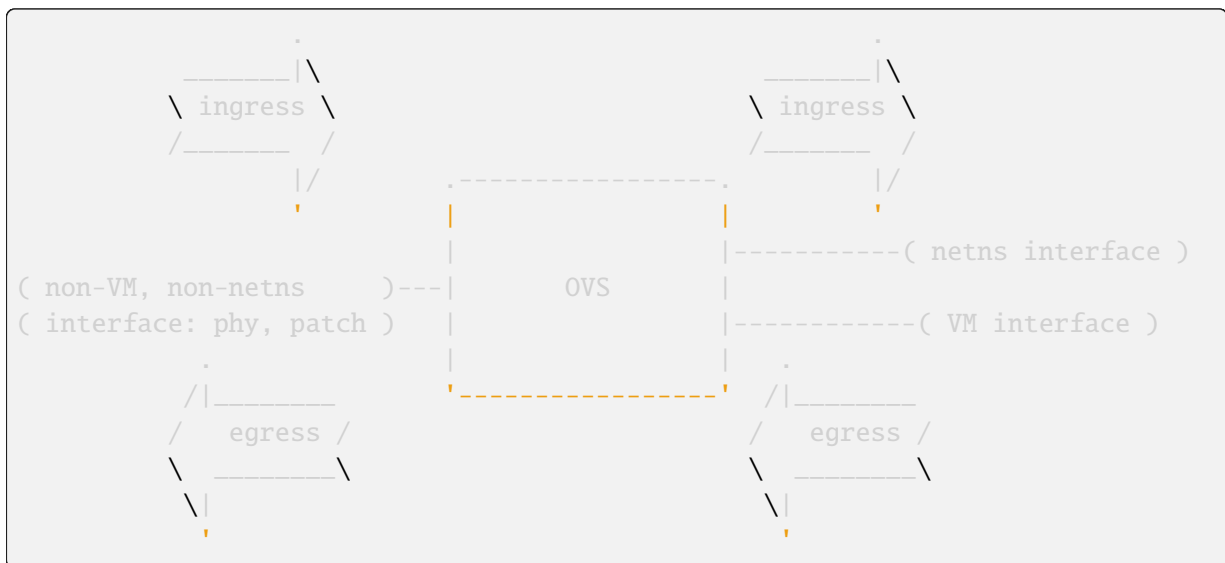 ingress ingress
( netns interface )
( non-VM, non-netns ) OVS
( interface: phy, patch ) ( VM interface )
egress egress